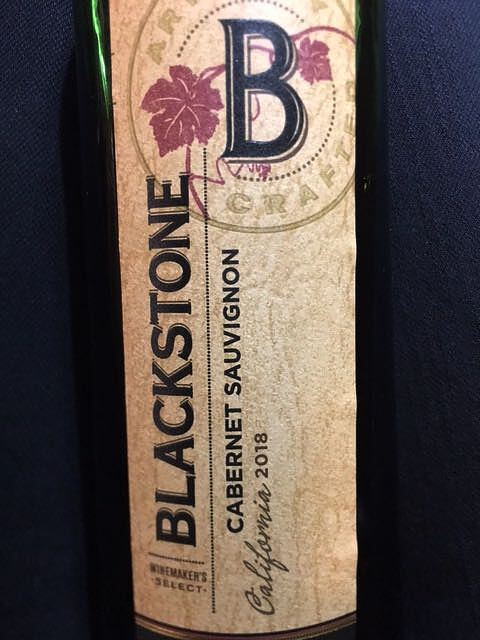 B
CRAFTED
BLACKSTONE
WINEMAKER'S
·SELECT·
CABERNET SAUVIGNON
California 2018